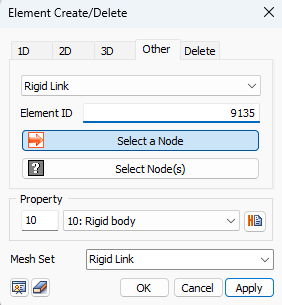 Element Create/Delete
1D 2D 3D Other Delete
Rigid Link
Element ID 9135
Select a Node
? Select Node(s)
Property
10 10: Rigid body
Mesh Set Rigid Link
OK Cancel Apply